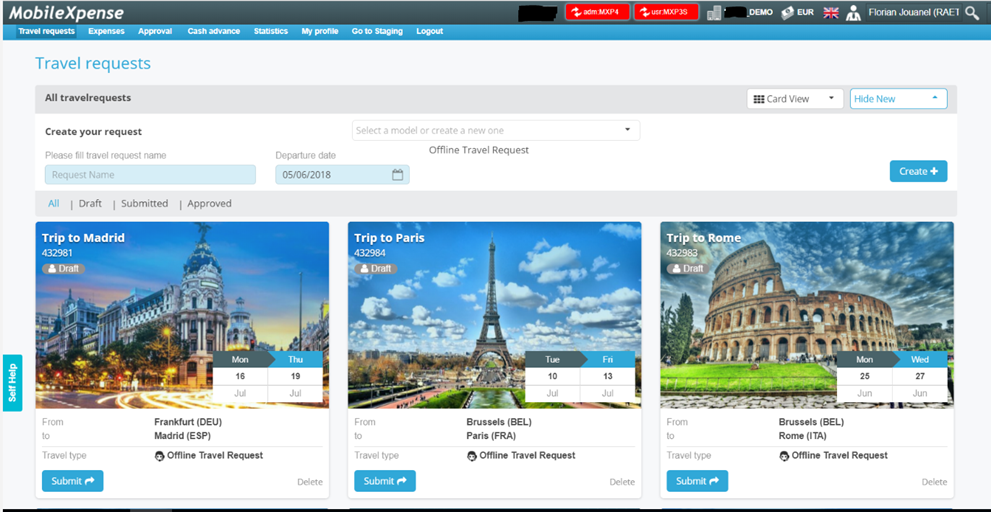 MobileXpense
adm:MXP4 usr:MXP3S _DEMO EUR Florian Jouanel (RAET
Travel requests Expenses Approval Cash advance Statistics My profile Go to Staging Logout
Travel requests
All travelrequests Card View Hide New
Create your request Select a model or create a new one
Offline Travel Request
Please fill travel request name Departure date
Request Name 05/06/2018 Create
All | Draft | Submitted | Approved
Trip to Madrid
432981
Draft
Mon Thu
16 19
Jul Jul
From Frankfurt (DEU)
to Madrid (ESP)
Travel type Offline Travel Request
Submit Delete
Trip to Paris
432984
Draft
Tue Fri
10 13
Jul Jul
From Brussels (BEL)
to Paris (FRA)
Travel type Offline Travel Request
Submit Delete
Trip to Rome
432983
Draft
Mon Wed
25 27
Jun Jun
From Brussels (BEL)
to Rome (ITA)
Travel type Offline Travel Request
Submit Delete
Self Help